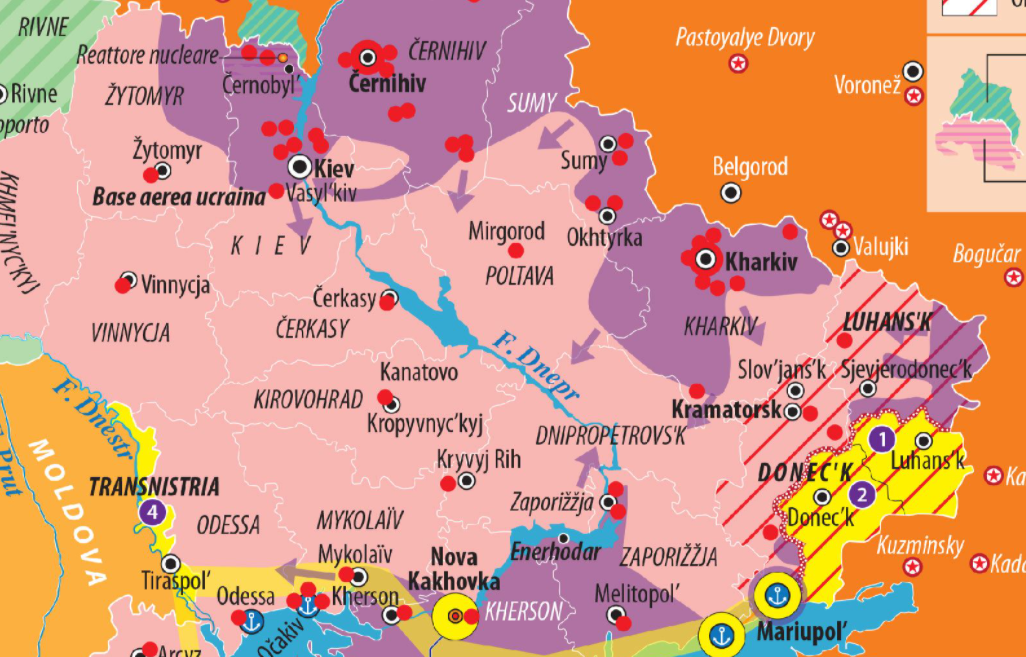 RIVNE
Reattore nucleare
ČERNIHIV
Pastoyalye Dvory
Černobyl'
Černihiv
Rivne
ŽYTOMYR
SUMY
Voronež
oporto
Žytomyr
Kiev
Sumy
Belgorod
Base aerea ucraina
Vasyl'kiv
KHMEL'NYC'KYJ
KIEV
Mirgorod
Okhtyrka
Valujki
Bogučar
POLTAVA
Kharkiv
Vinnycja
Čerkasy
VINNYCJA
ČERKASY
KHARKIV
LUHANS'K
F. Dnepr
Kanatovo
Slov'jans'k
Sjevjerodonec'k
F. Dnestr
KIROVOHRAD
Kropyvnyc'kyj
Kramatorsk
DNIPROPETROVS'K
1
F. Prut
MOLDOVA
Kryvyj Rih
Luhans'k
DONEC'K
Ka
TRANSNISTRIA
4
ODESSA
MYKOLAÏV
Zaporižžja
2
Donec'k
Mykolaïv
Nova
Kakhovka
Enerhodar
ZAPORIŽŽJA
Kuzminsky
Kada
Tiraspol'
Odessa
Kherson
KHERSON
Melitopol'
Očakiv
Mariupol'
Arcyz